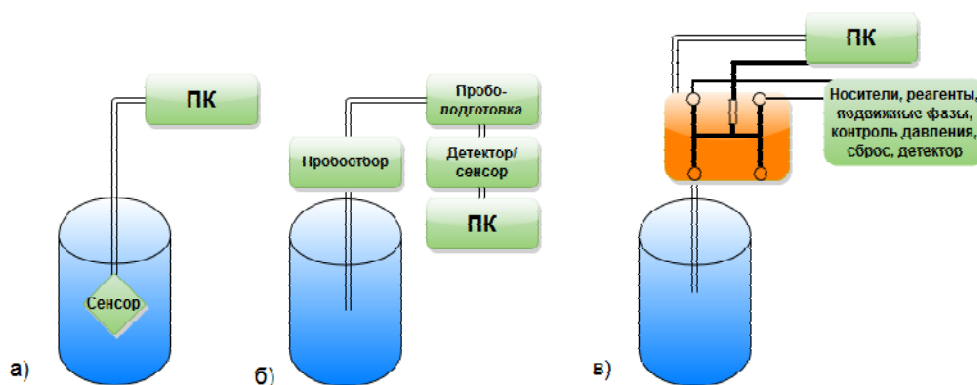 ПК
Сенсор
а)
Пробо-
подготовка
Пробоотбор
Детектор/
сенсор
ПК
б)
ПК
Носители, реагенты,
подвижные фазы,
контроль давления,
сброс, детектор
в)